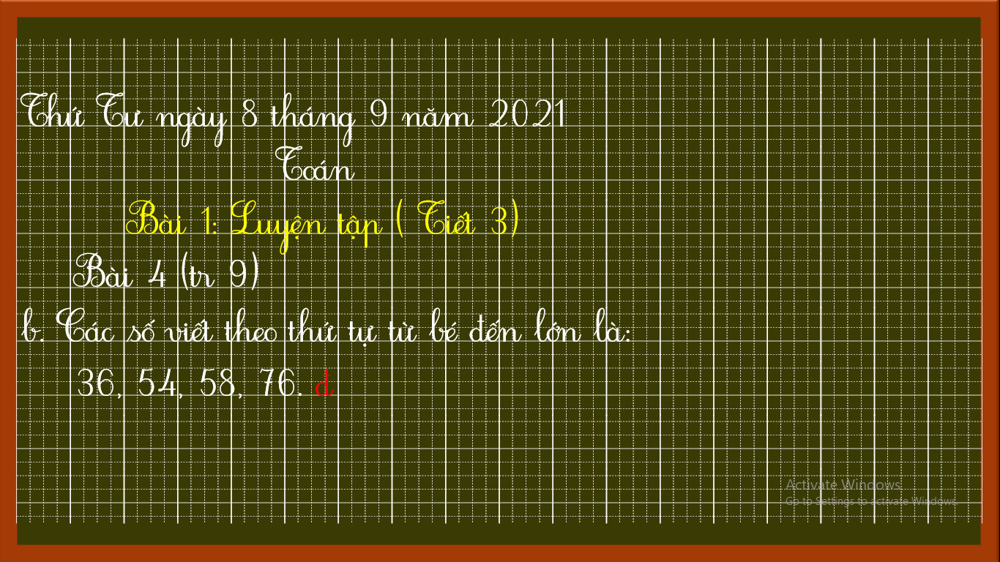 Thứ Tư ngày 8 tháng 9 năm 2021
Toán
Bài 1: Luyện tập ( Tiết 3)
Bài 4 (tr 9)
b. Các số viết theo thứ tự từ bé đến lớn là:
36, 54, 58, 76. đ
Activate Windows
Go to Settings to activate Windows.